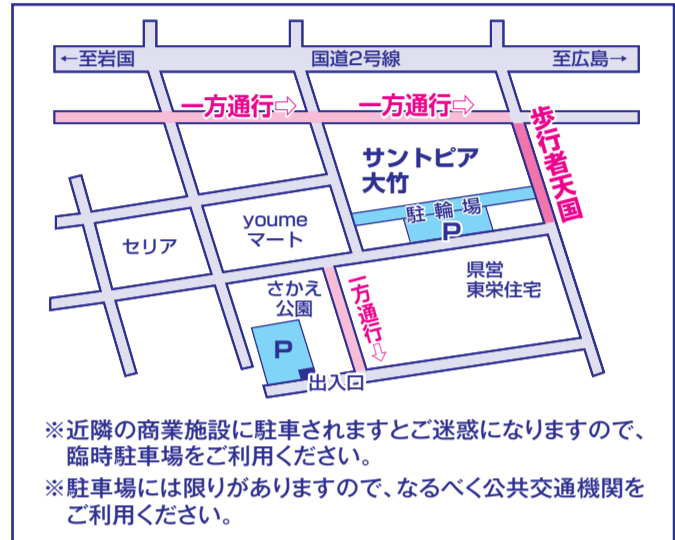 ←至岩国
国道2号線
至広島→
一方通行⇨
一方通行⇨
歩行者天国
サントピア
大竹
駐輪場
P
セリア
youme
マート
県営
東栄住宅
さかえ
公園
一方通行⇨
P
出入口
※近隣の商業施設に駐車されますとご迷惑になりますので、
臨時駐車場をご利用ください。
※駐車場には限りがありますので、なるべく公共交通機関を
ご利用ください。